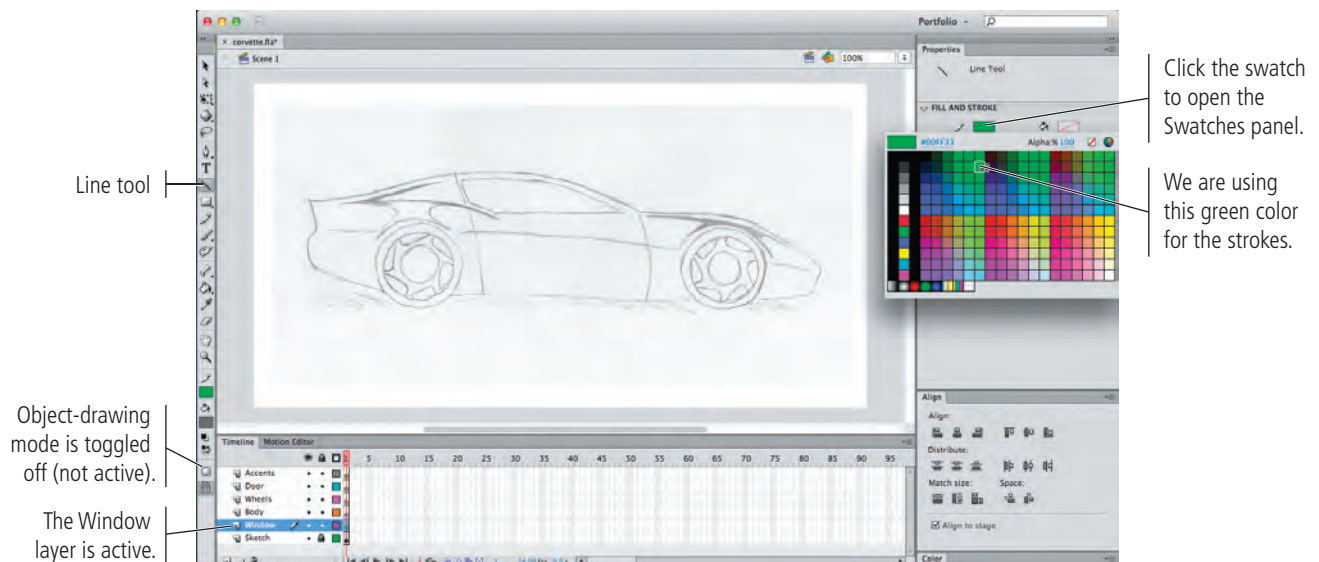 Portfolio
corvette.fla*
Scene 1
100%
Properties
Line Tool
FILL AND STROKE
#00FF33
Alpha:% 100
Click the swatch
to open the
Swatches panel.
We are using
this green color
for the strokes.
Line tool
T
Object-drawing
mode is toggled
off (not active).
The Window
layer is active.
Timeline
Motion Editor
1 5 10 15 20 25 30 35 40 45 50 55 60 65 70 75 80 85 90 95
Accents
Door
Wheels
Body
Window
Sketch
Align
Align:
Distribute:
Match size:
Space:
Align to stage
Color